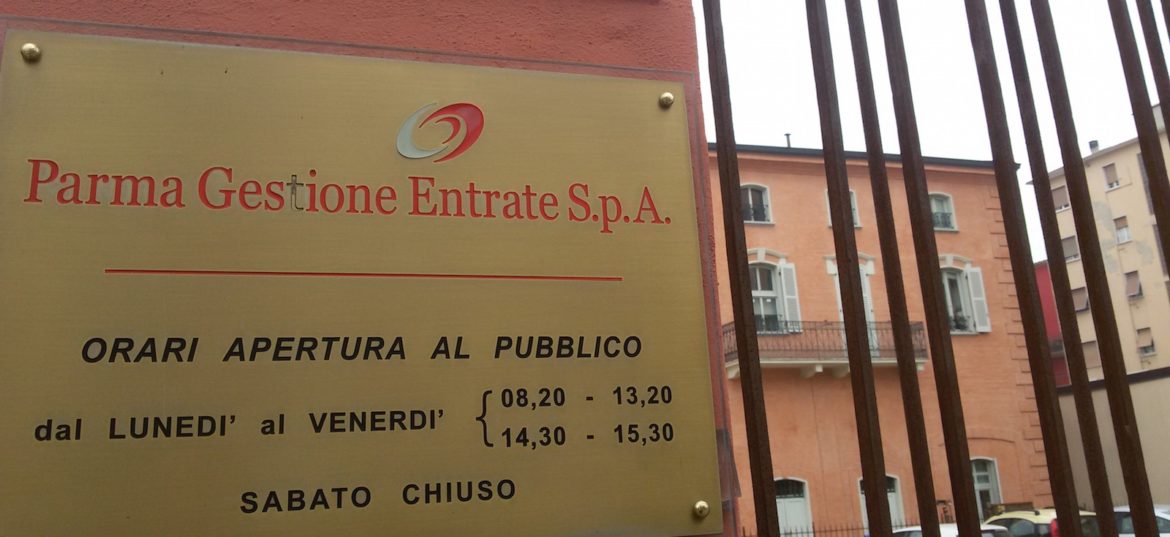 Parma Gestione Entrate S.p.A.
ORARI APERTURA AL PUBBLICO
dal LUNEDI' al VENERDI' { 08,20 - 13,20
14,30 - 15,30
SABATO CHIUSO